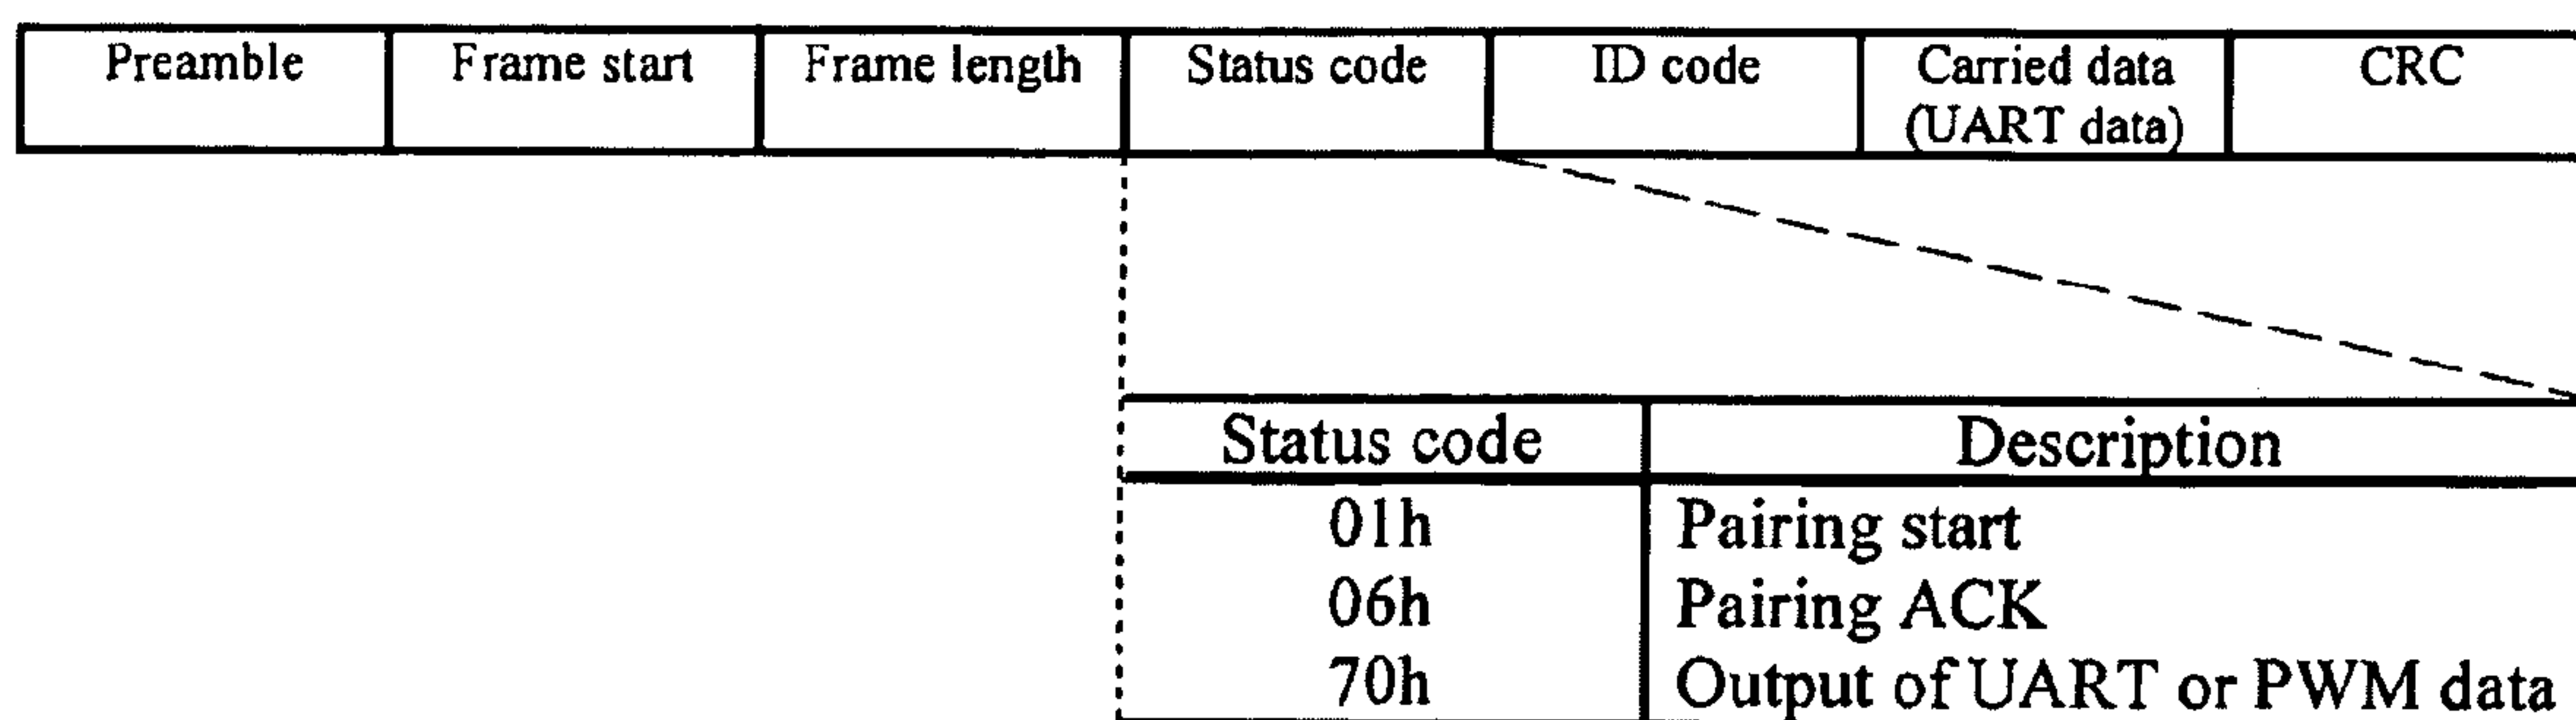 Preamble Frame start Frame length Status code ID code Carried data (UART data) CRC
Status code Description
01h Pairing start
06h Pairing ACK
70h Output of UART or PWM data